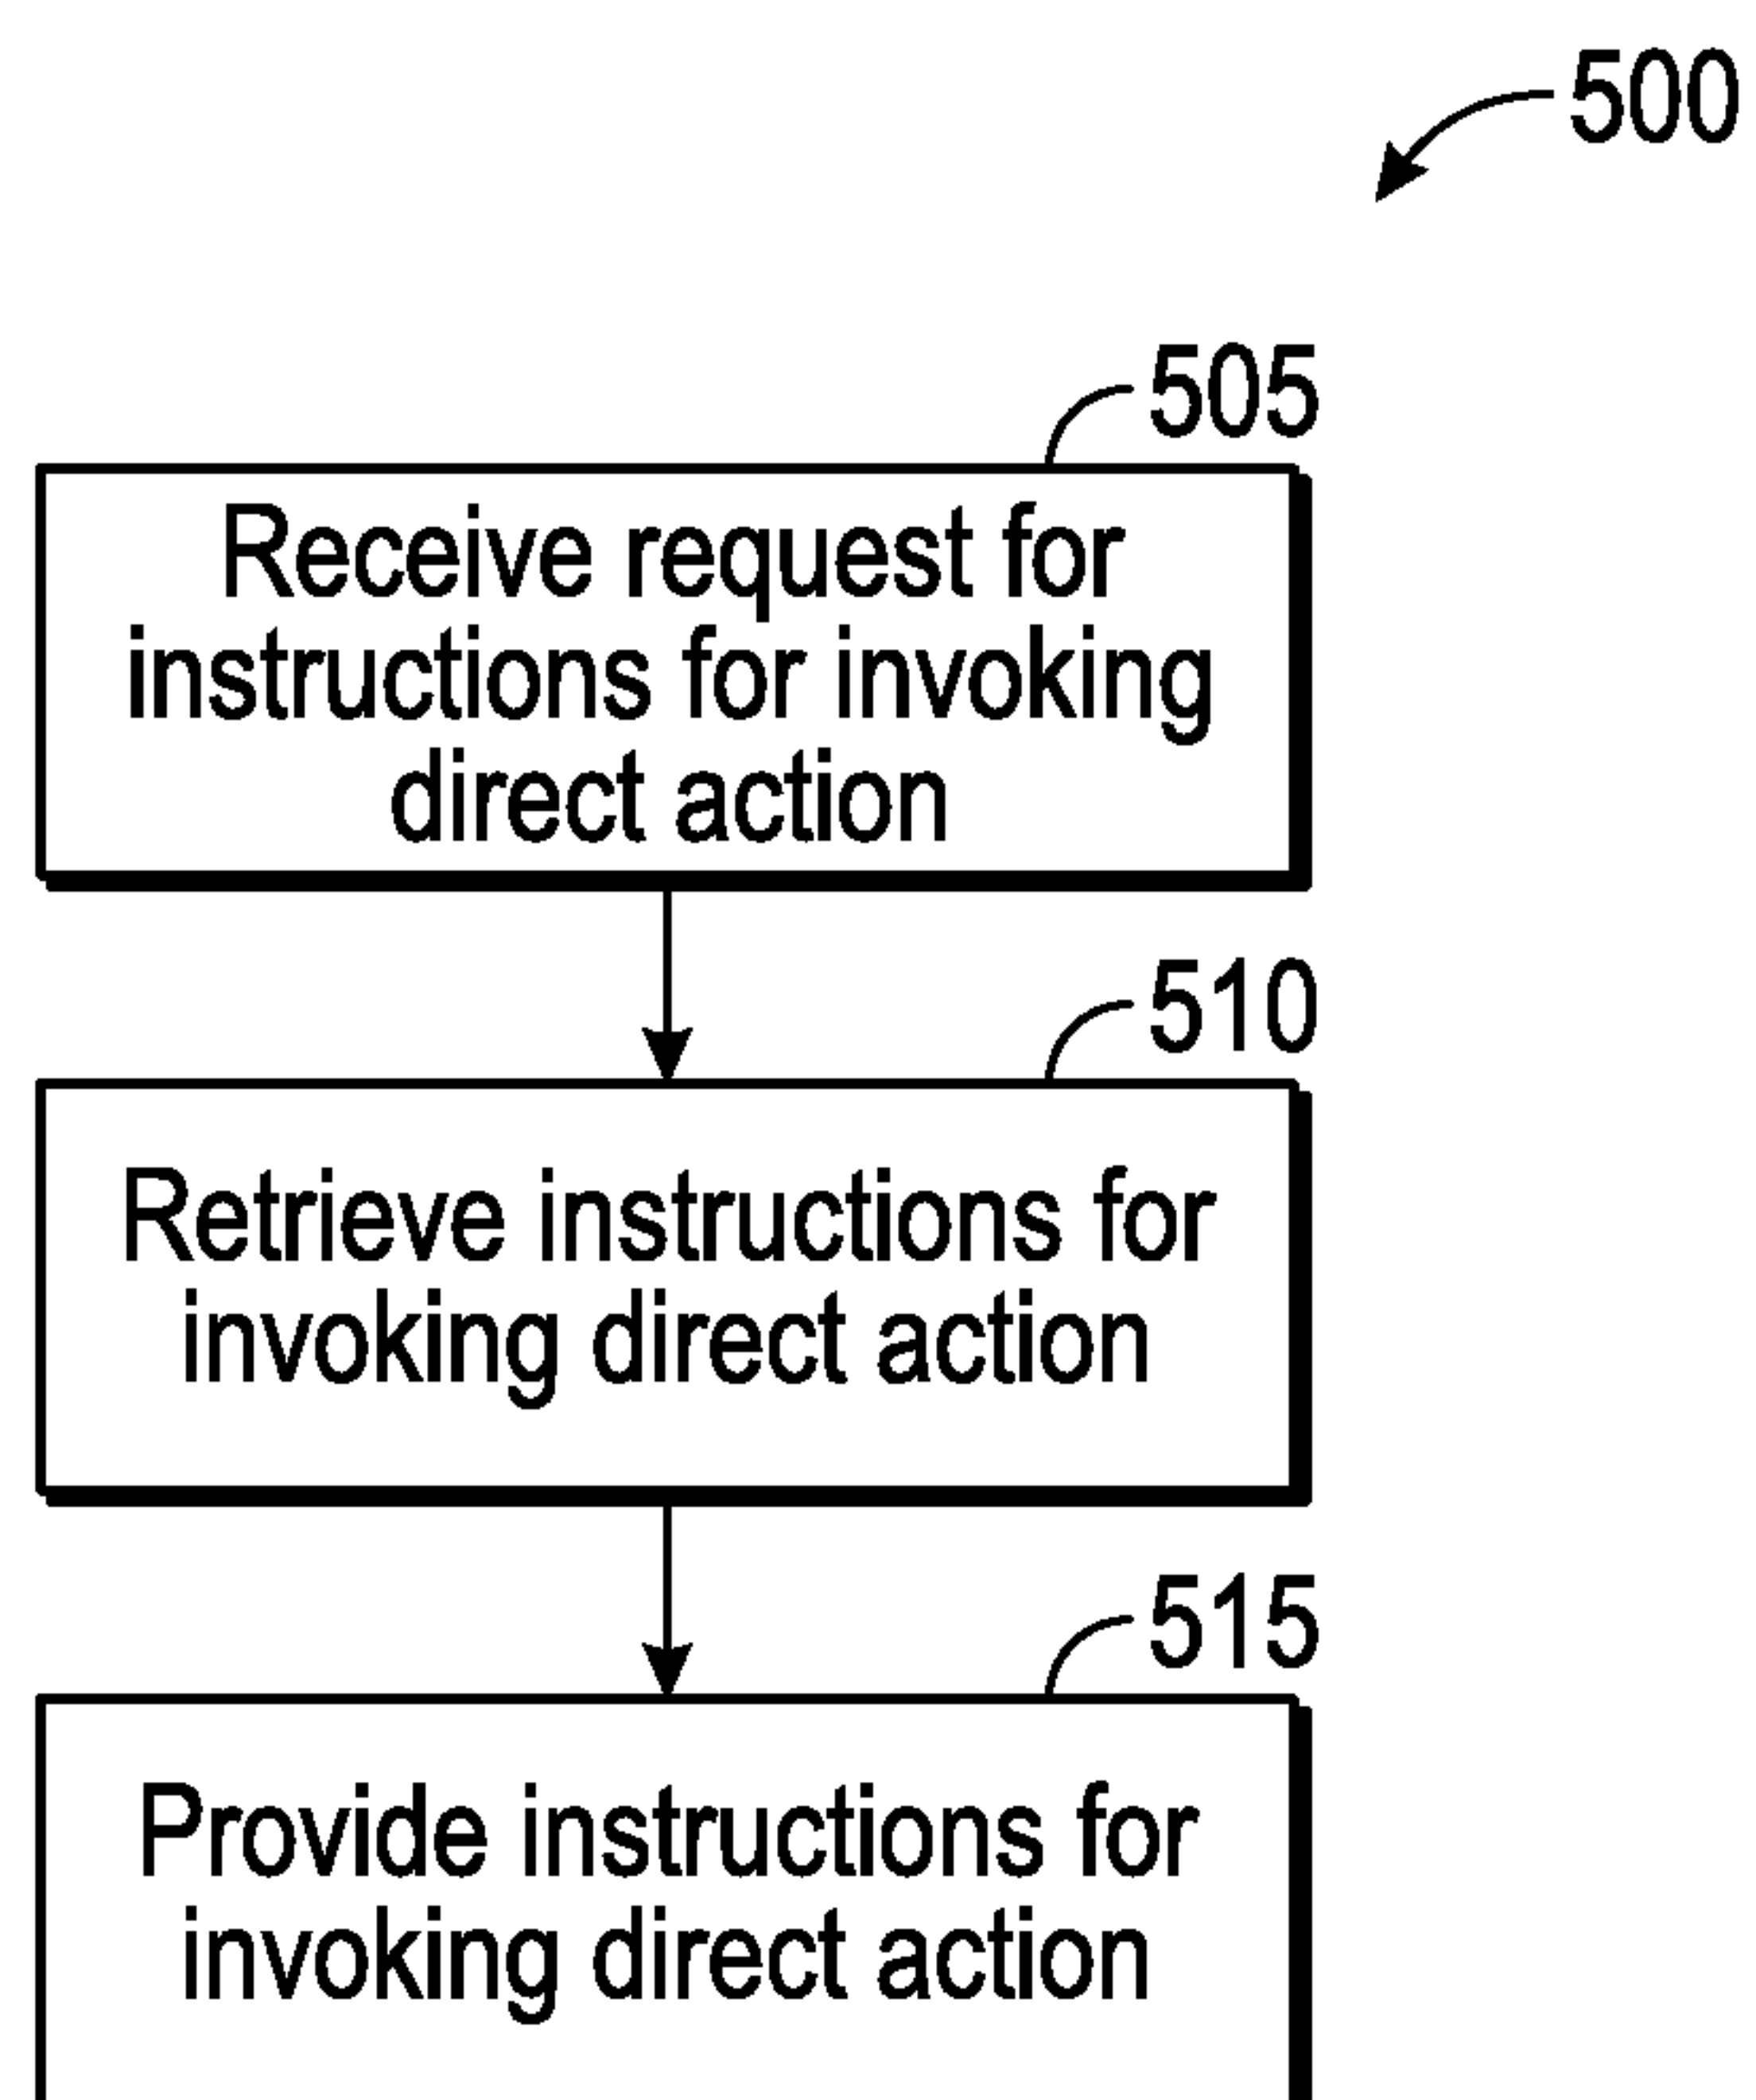 500
505
Receive request for
instructions for invoking
direct action
510
Retrieve instructions for
invoking direct action
515
Provide instructions for
invoking direct action